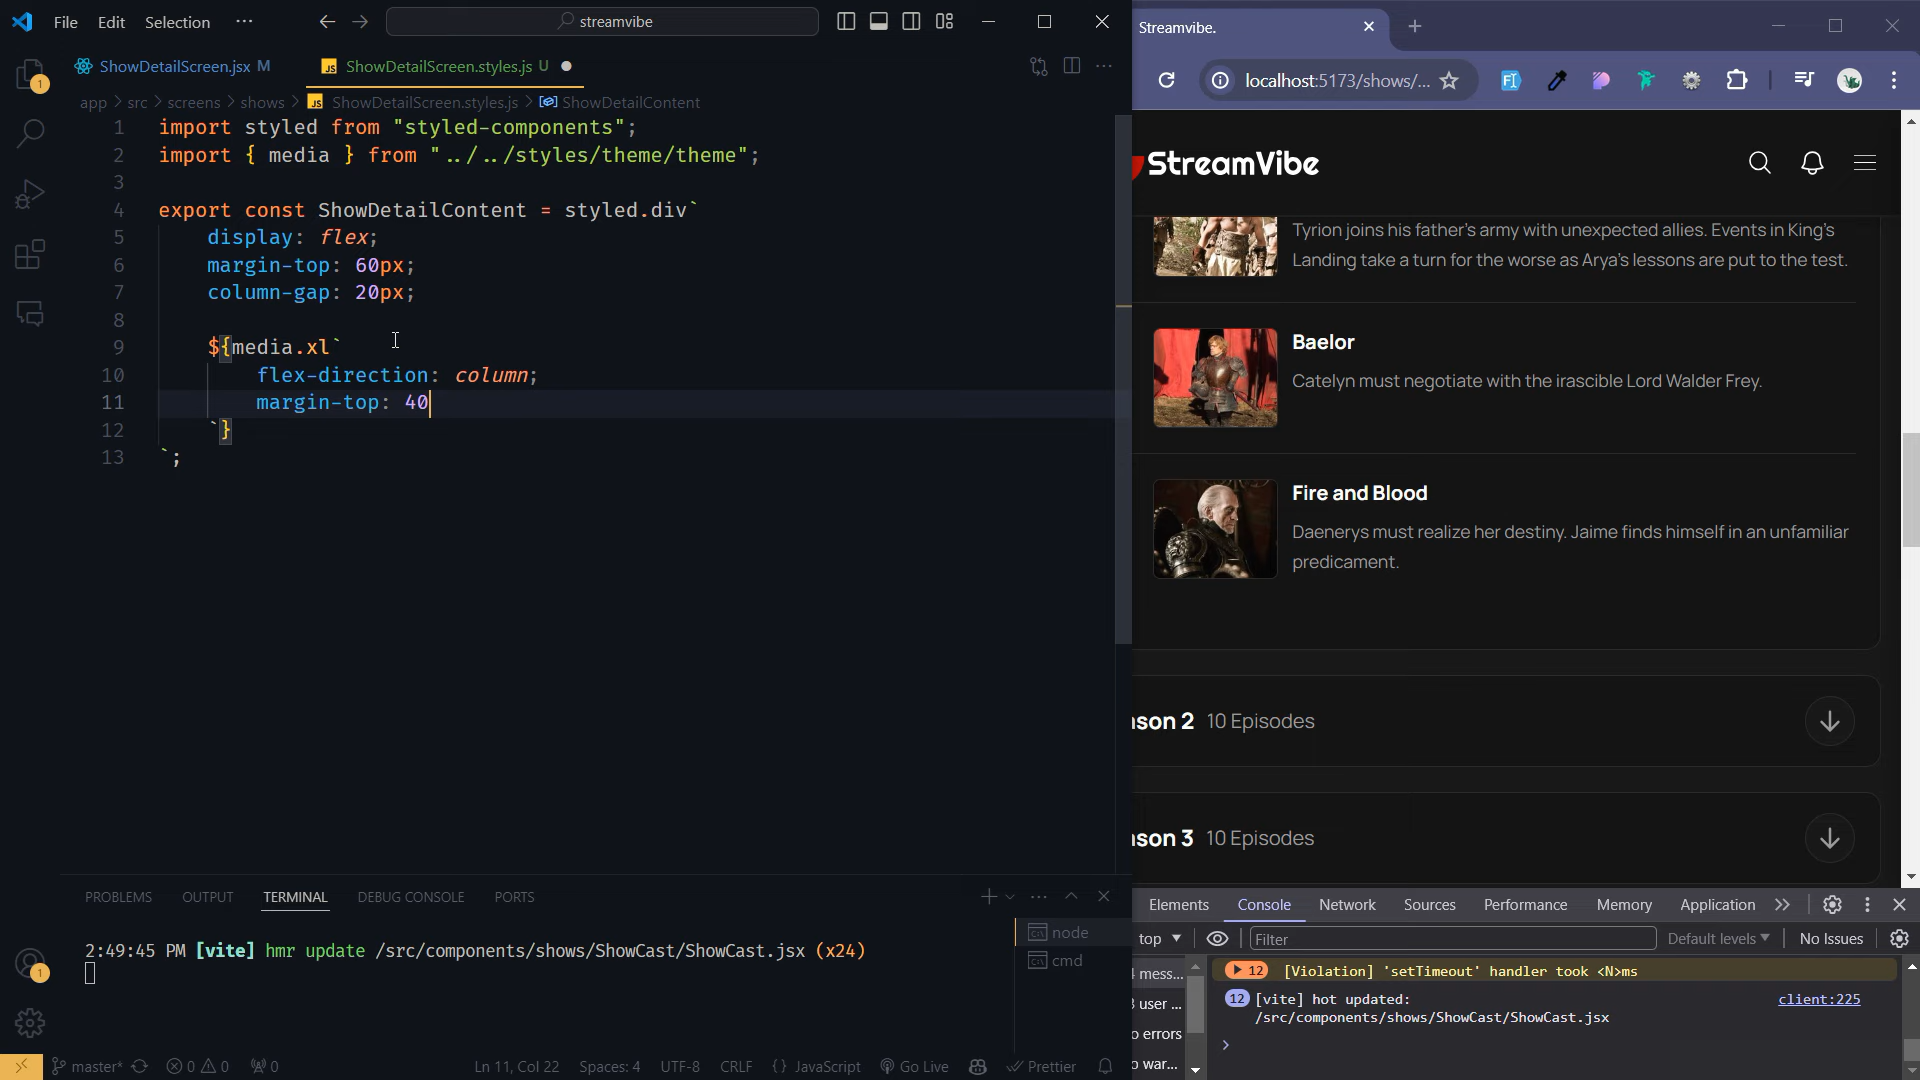 File Edit Selection ··· streamvibe
ShowDetailScreen.jsx M ShowDetailScreen.styles.js U
app > src > screens > shows > JS ShowDetailScreen.styles.js > ShowDetailContent
1 import styled from "styled-components";
2 import { media } from "../../styles/theme/theme";
3
4 export const ShowDetailContent = styled.div`
5 display: flex;
6 margin-top: 60px;
7 column-gap: 20px;
8
9 ${media.xl`
10 flex-direction: column;
11 margin-top: 40
12 `}
13 `;
PROBLEMS OUTPUT TERMINAL DEBUG CONSOLE PORTS
2:49:45 PM [vite] hmr update /src/components/shows/ShowCast/ShowCast.jsx (x24)
node
cmd
master* 0 0 0 Ln 11, Col 22 Spaces: 4 UTF-8 CRLF {} JavaScript Go Live Prettier
Streamvibe.
localhost:5173/shows/...
StreamVibe
Tyrion joins his father's army with unexpected allies. Events in King's
Landing take a turn for the worse as Arya's lessons are put to the test.
Baelor
Catelyn must negotiate with the irascible Lord Walder Frey.
Fire and Blood
Daenerys must realize her destiny. Jaime finds himself in an unfamiliar
predicament.
ason 2 10 Episodes
ason 3 10 Episodes
Elements Console Network Sources Performance Memory Application
top Filter Default levels No Issues
mess... 12 [Violation] 'setTimeout' handler took <N>ms
user ... 12 [vite] hot updated: client:225
/src/components/shows/ShowCast/ShowCast.jsx
o errors
o war...